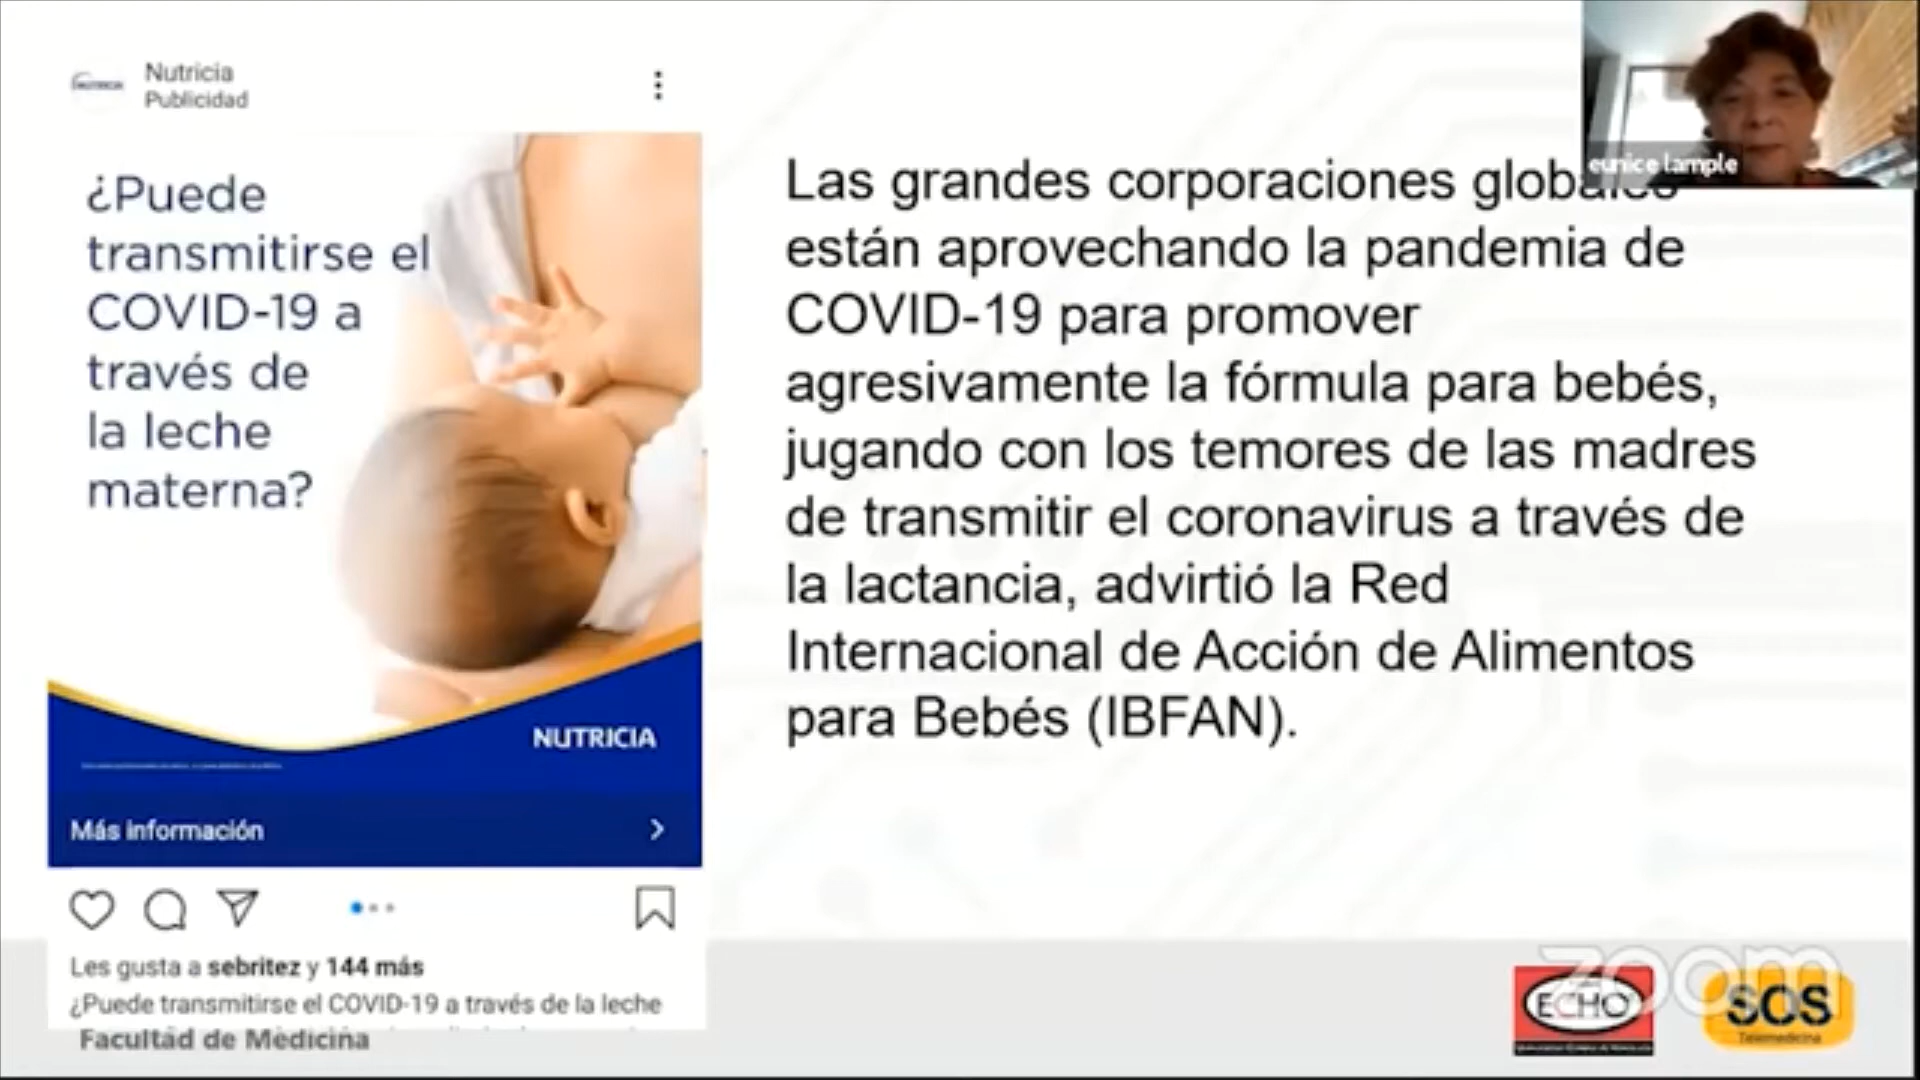 NUTRICIA
Nutricia
Publicidad
¿Puede
transmitirse el
COVID-19 a
través de
la leche
materna?
NUTRICIA
Más información
Les gusta a sebritez y 144 más
¿Puede transmitirse el COVID-19 a través de la leche
Facultad de Medicina
eunice lample
Las grandes corporaciones globales
están aprovechando la pandemia de
COVID-19 para promover
agresivamente la fórmula para bebés,
jugando con los temores de las madres
de transmitir el coronavirus a través de
la lactancia, advirtió la Red
Internacional de Acción de Alimentos
para Bebés (IBFAN).
zoom
ECHO
SOS
Telemedicina